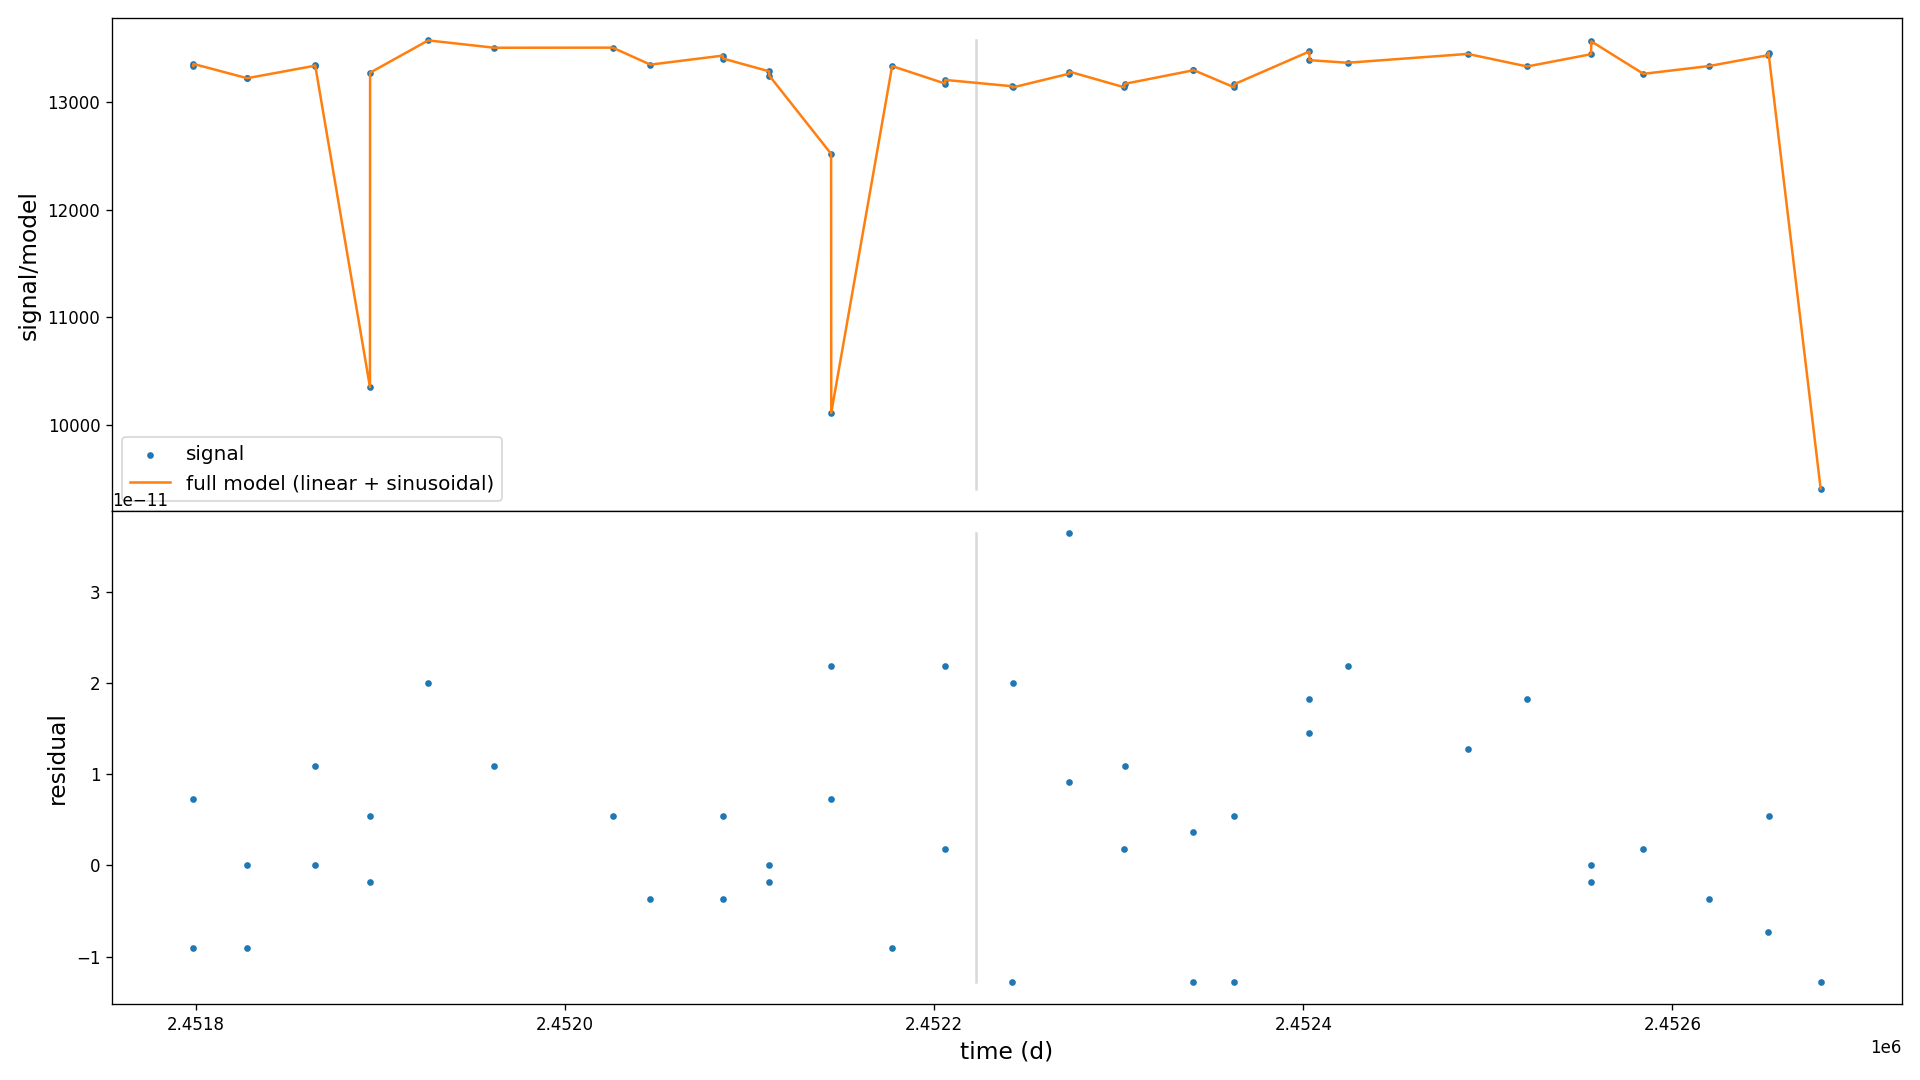 signal/model
13000
12000
11000
10000
signal
full model (linear + sinusoidal)
1e−11
residual
3
2
1
0
−1
2.4518
2.4520
2.4522
2.4524
2.4526
time (d)
1e6